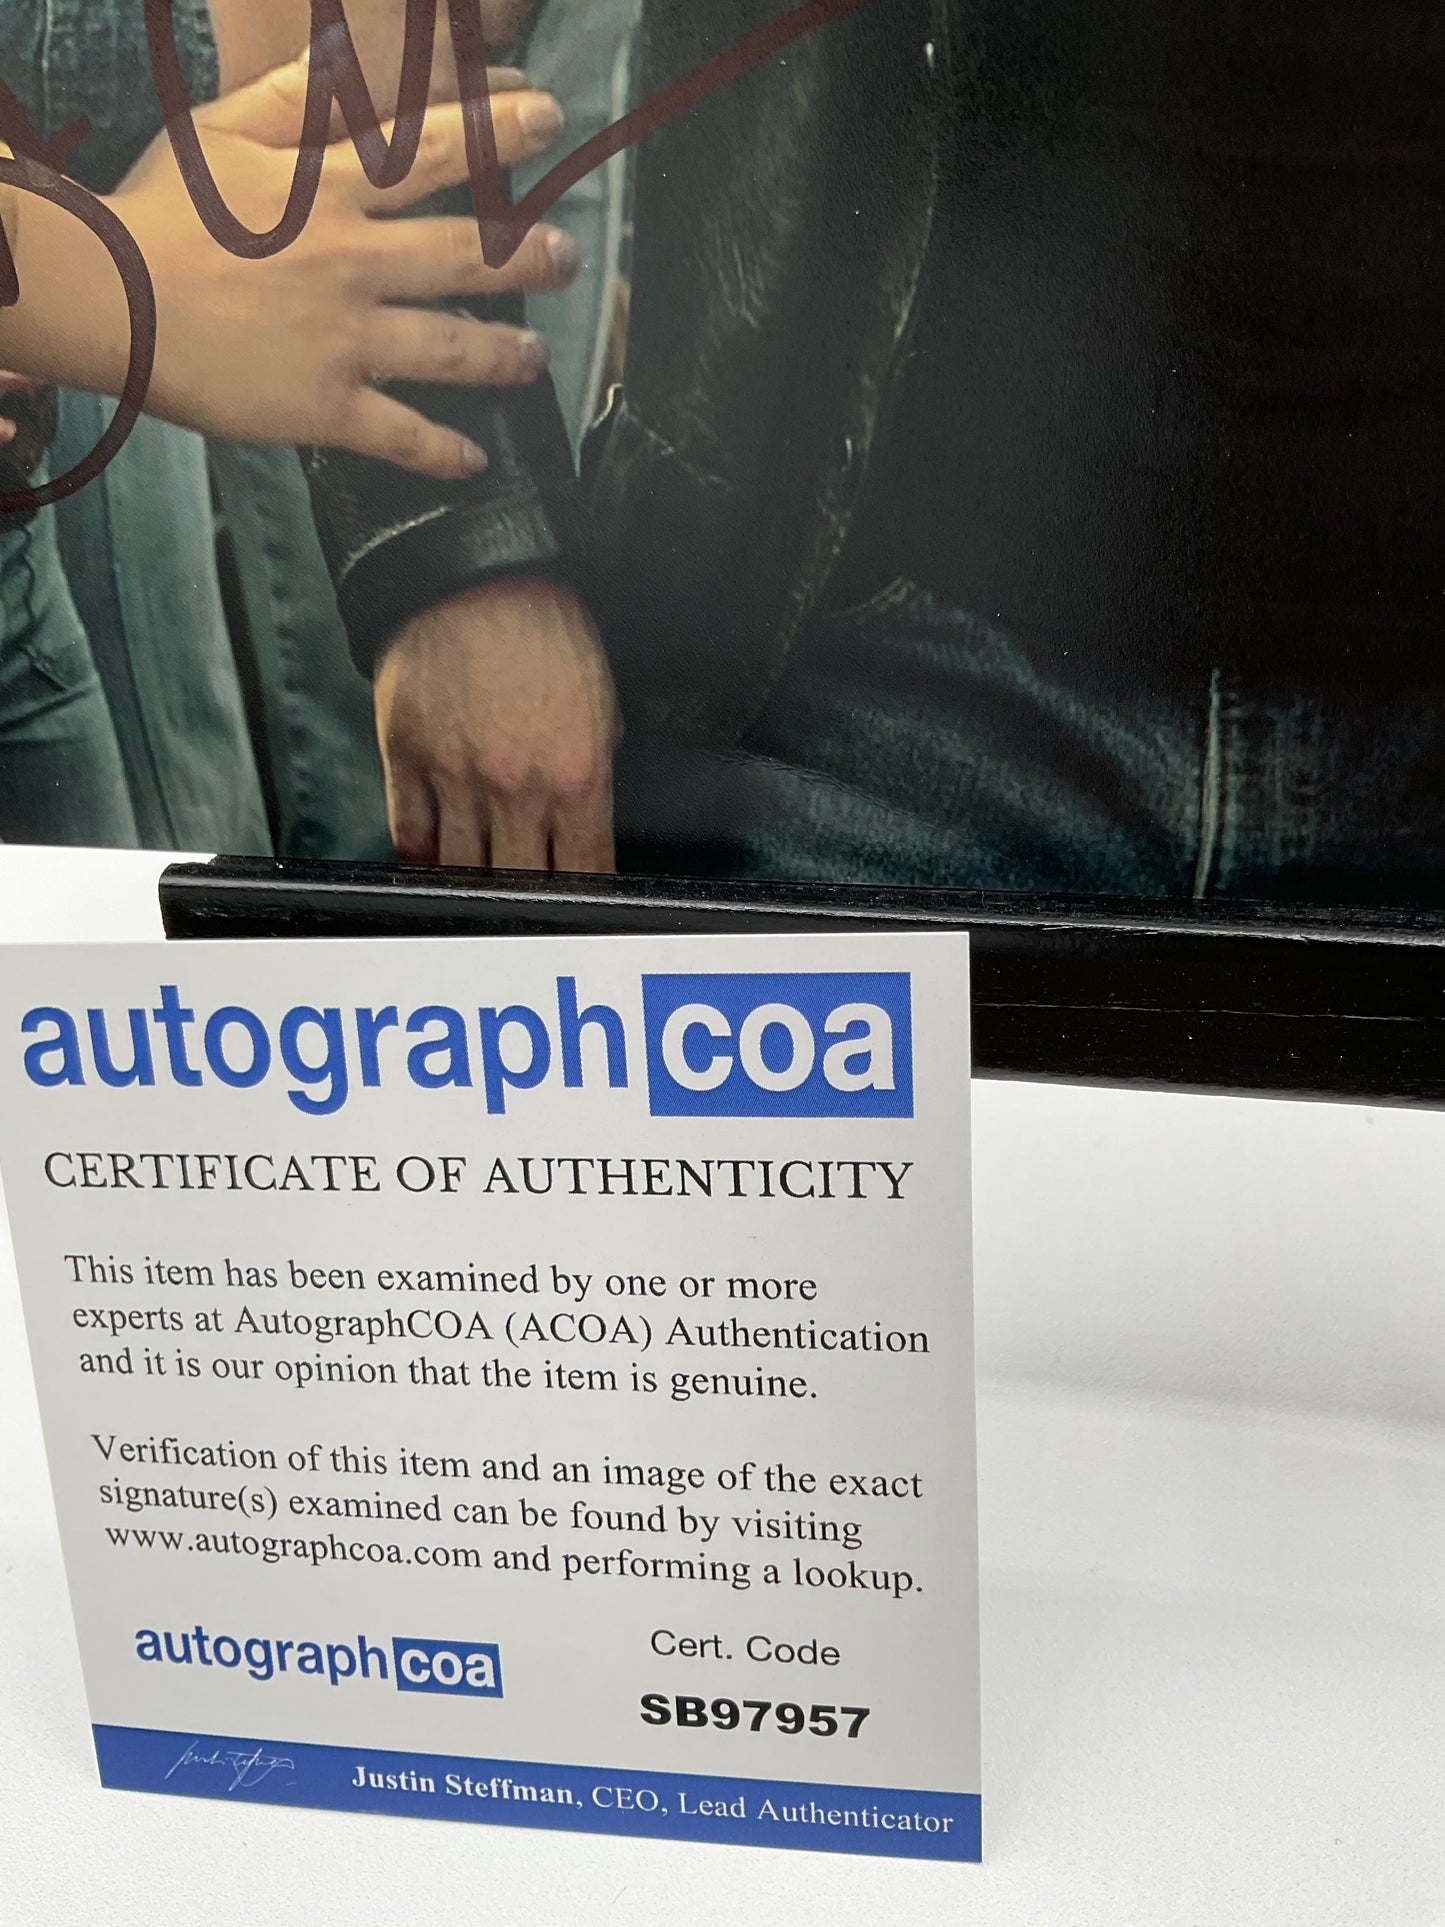 autographcoa
CERTIFICATE OF AUTHENTICITY
This item has been examined by one or more
experts at AutographCOA (ACOA) Authentication
and it is our opinion that the item is genuine.
Verification of this item and an image of the exact
signature(s) examined can be found by visiting
www.autographcoa.com and performing a lookup.
autographcoa
Cert. Code
SB97957
Justin Steffman, CEO, Lead Authenticator